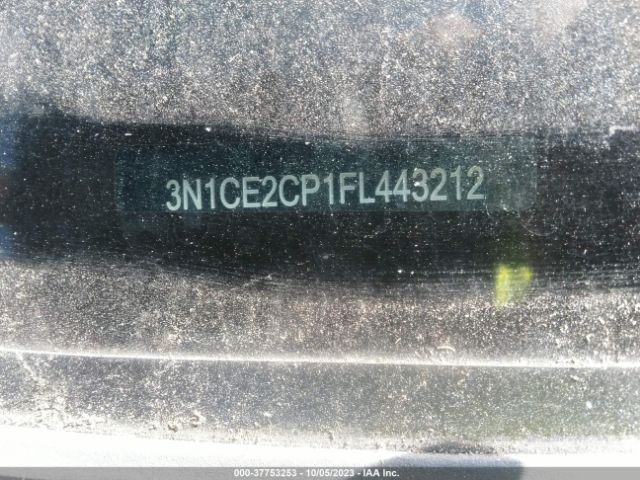 3N1CE2CP1FL443212
000-37753253 - 10/05/2023 - IAA Inc.